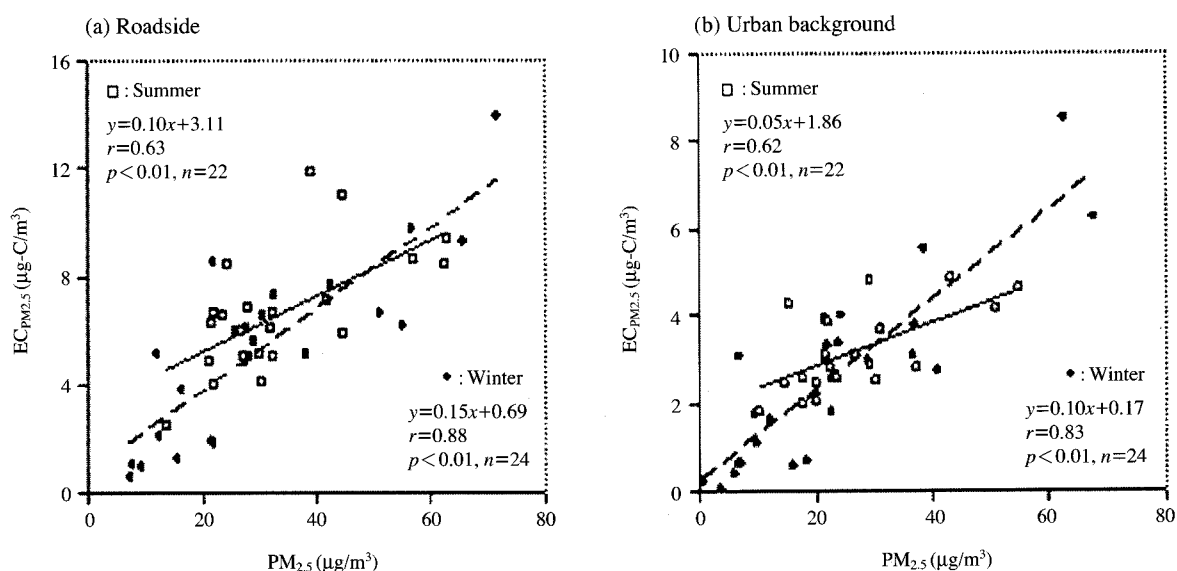 (a) Roadside
16
12
8
4
0
0
20
40
60
80
EC_PM2.5 (μg-C/m³)
PM2.5 (μg/m³)
: Summer
y=0.10x+3.11
r=0.63
p<0.01, n=22
: Winter
y=0.15x+0.69
r=0.88
p<0.01, n=24
(b) Urban background
10
8
6
4
2
0
0
20
40
60
80
EC_PM2.5 (μg-C/m³)
PM2.5 (μg/m³)
: Summer
y=0.05x+1.86
r=0.62
p<0.01, n=22
: Winter
y=0.10x+0.17
r=0.83
p<0.01, n=24